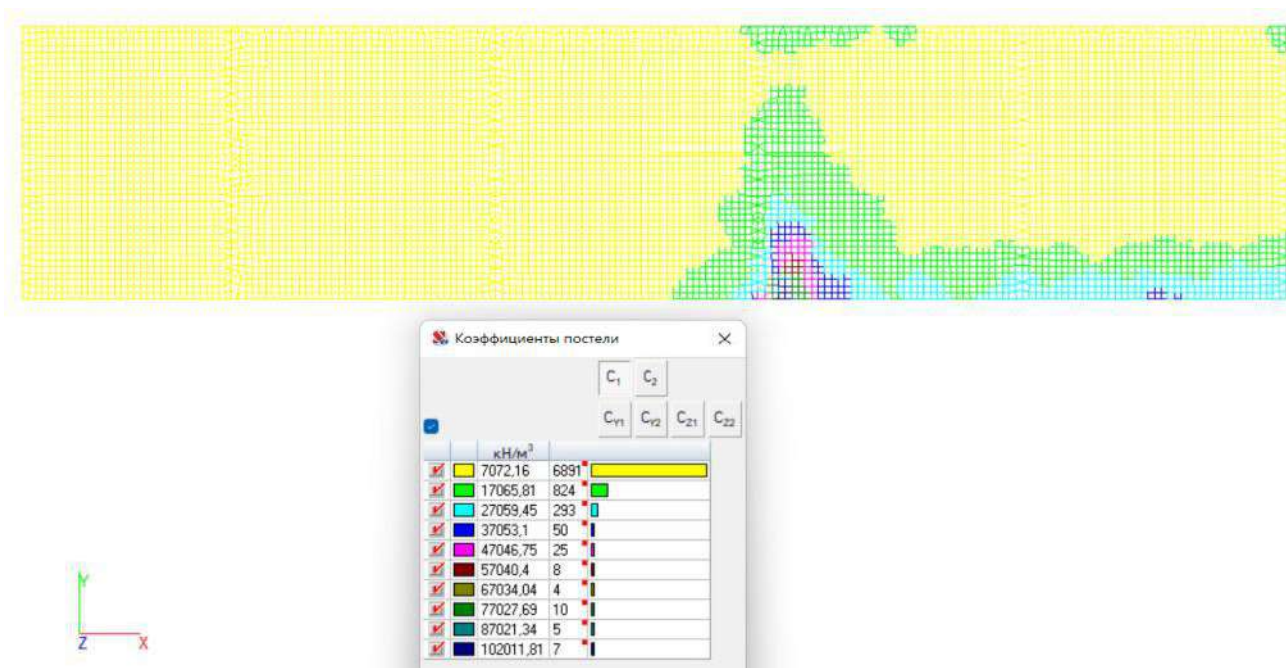 Коэффициенты постели
C1 C2
CY1 CY2 CZ1 CZ2
кН/м³
7072,16 6891
17065,81 824
27059,45 293
37053,1 50
47046,75 25
57040,4 8
67034,04 4
77027,69 10
87021,34 5
102011,81 7
Y
Z X